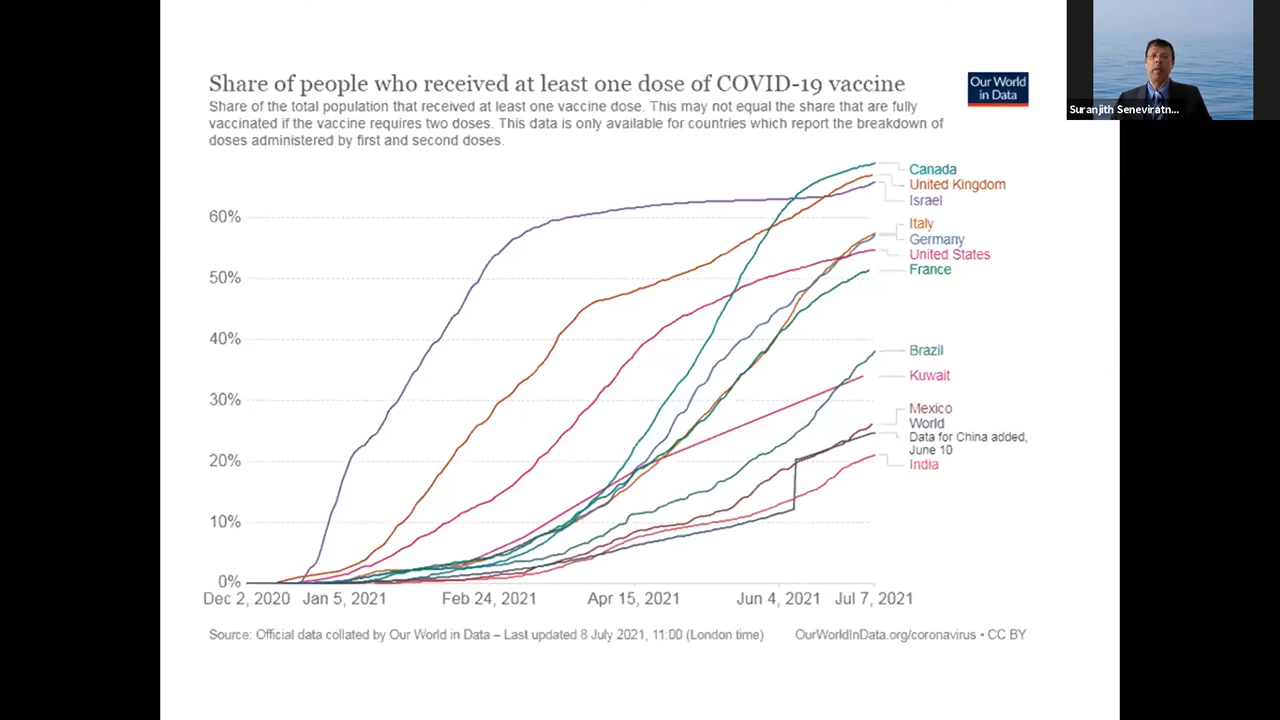 Share of people who received at least one dose of COVID-19 vaccine
Our World
in Data
Share of the total population that received at least one vaccine dose. This may not equal the share that are fully
vaccinated if the vaccine requires two doses. This data is only available for countries which report the breakdown of
doses administered by first and second doses.
Suranjith Seneviratn...
60%
50%
40%
30%
20%
10%
0%
Canada
United Kingdom
Israel
Italy
Germany
United States
France
Brazil
Kuwait
Mexico
World
Data for China added,
June 10
India
Dec 2, 2020 Jan 5, 2021 Feb 24, 2021 Apr 15, 2021 Jun 4, 2021 Jul 7, 2021
Source: Official data collated by Our World in Data – Last updated 8 July 2021, 11:00 (London time) OurWorldInData.org/coronavirus • CC BY